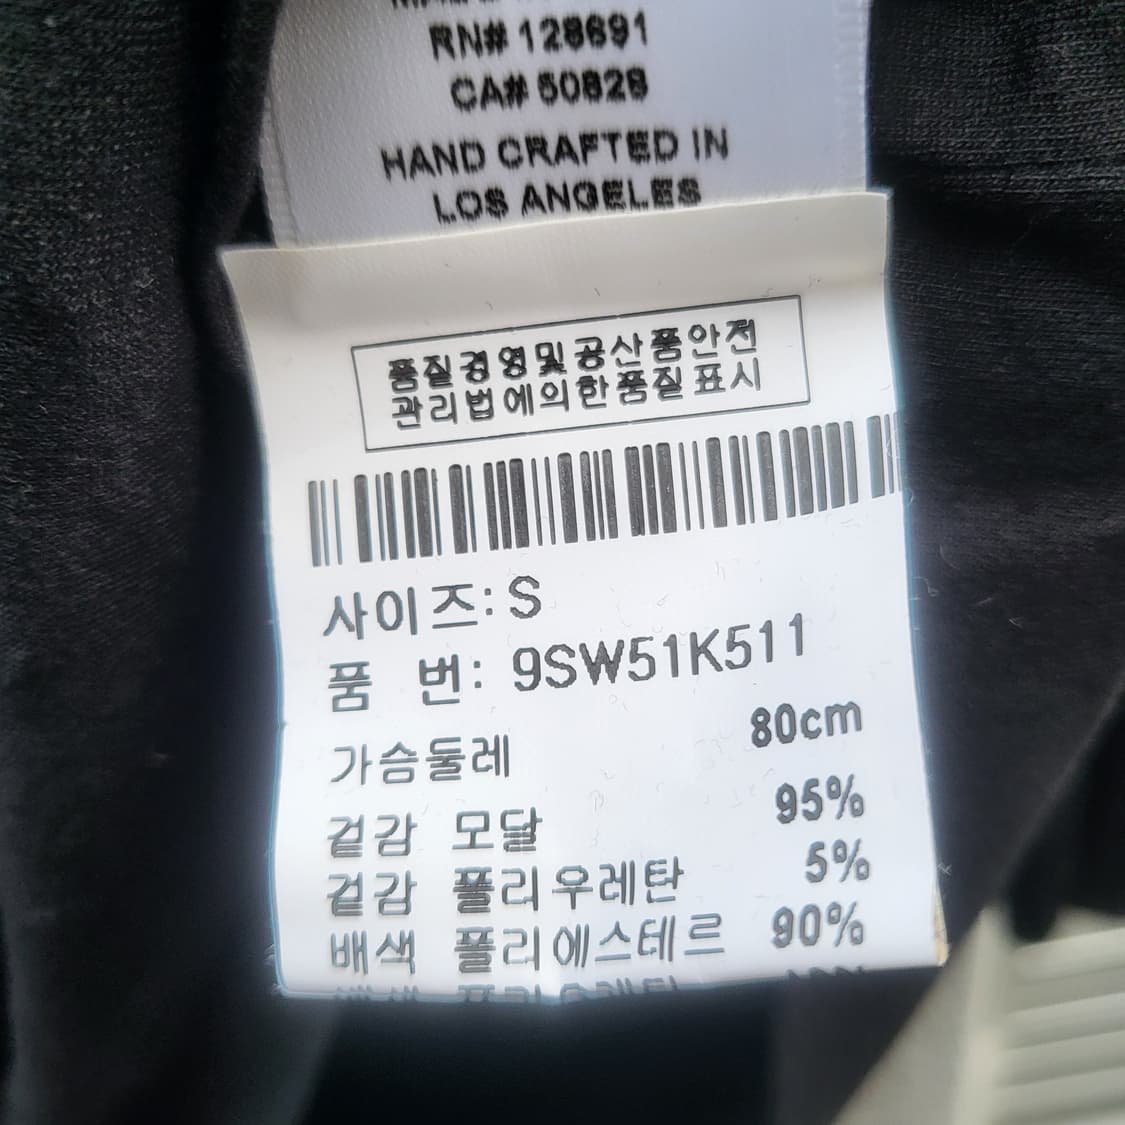 RN# 128691
CA# 50828
HAND CRAFTED IN
LOS ANGELES
품질경영및공산품안전
관리법에의한품질표시
사이즈: S
품 번: 9SW51K511
가슴둘레 80cm
겉감 모달 95%
겉감 폴리우레탄 5%
배색 폴리에스테르 90%